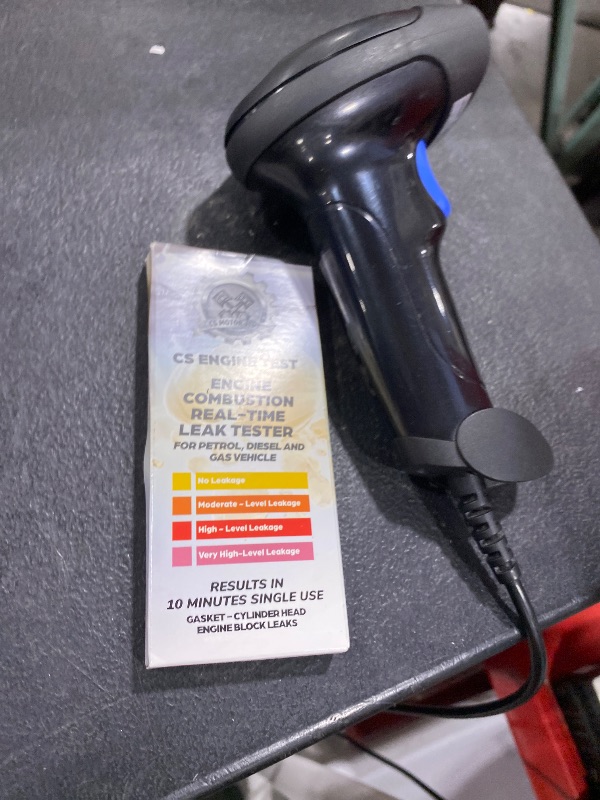 CS MOTOR
CS ENGINE TEST
ENGINE
COMBUSTION
REAL-TIME
LEAK TESTER
FOR PETROL, DIESEL AND
GAS VEHICLE
No Leakage
Moderate - Level Leakage
High - Level Leakage
Very High-Level Leakage
RESULTS IN
10 MINUTES SINGLE USE
GASKET - CYLINDER HEAD
ENGINE BLOCK LEAKS